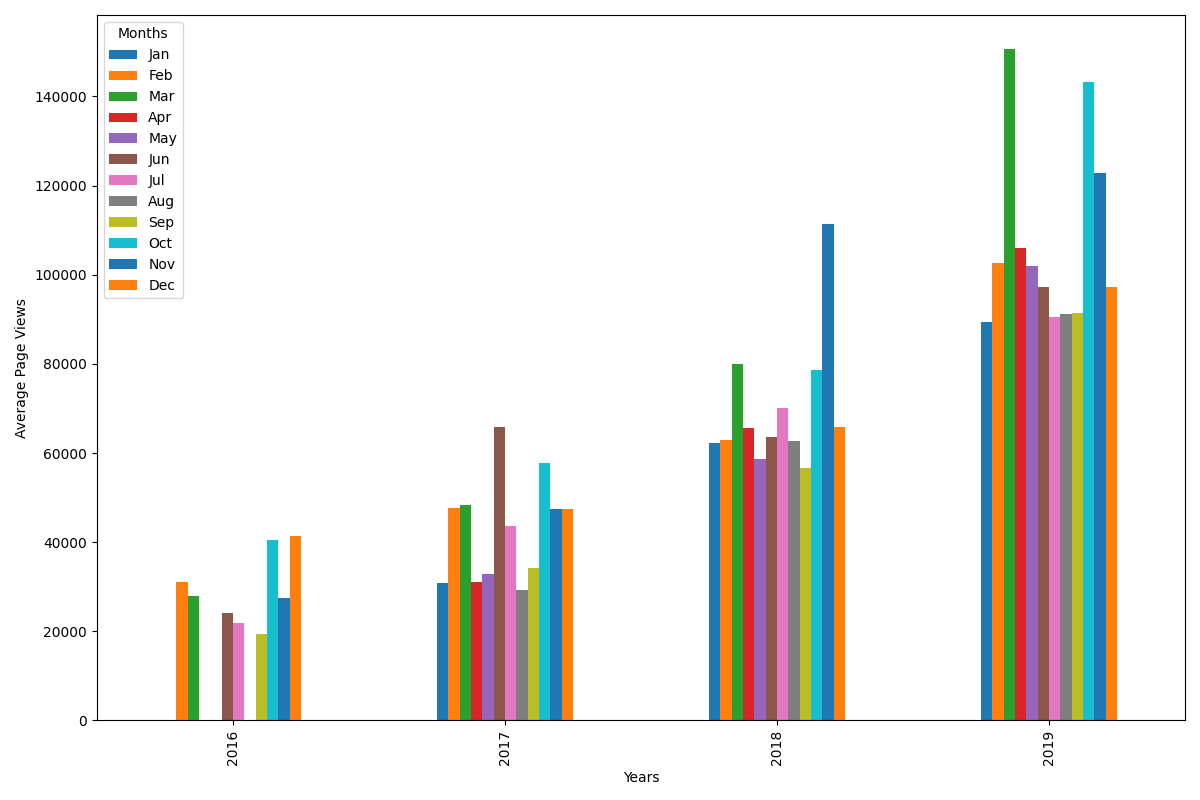 Months
Jan
Feb
Mar
Apr
May
Jun
Jul
Aug
Sep
Oct
Nov
Dec
140000
120000
100000
80000
60000
40000
20000
0
Average Page Views
2016
2017
2018
2019
Years